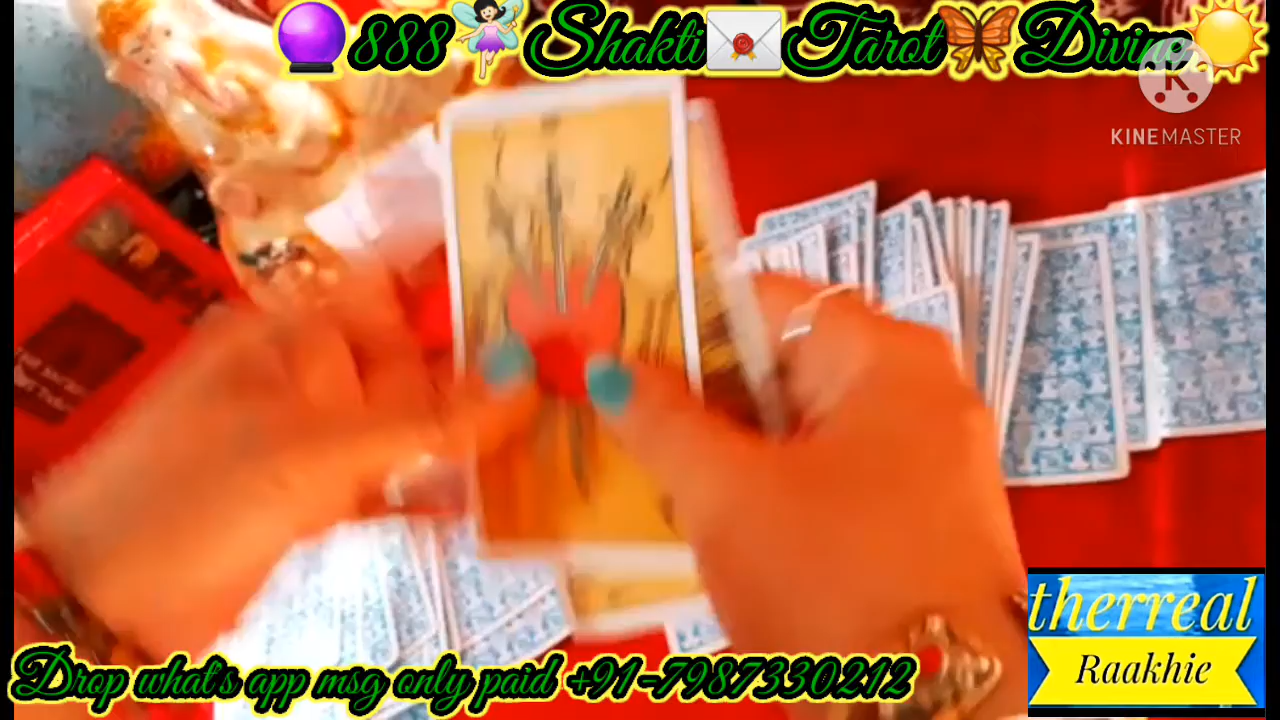 🔮888🧚Shakti💌Tarot🦋Divine☀️
KINEMASTER
therreal
Raakhie
Drop what's app msg only paid +91-7987330212